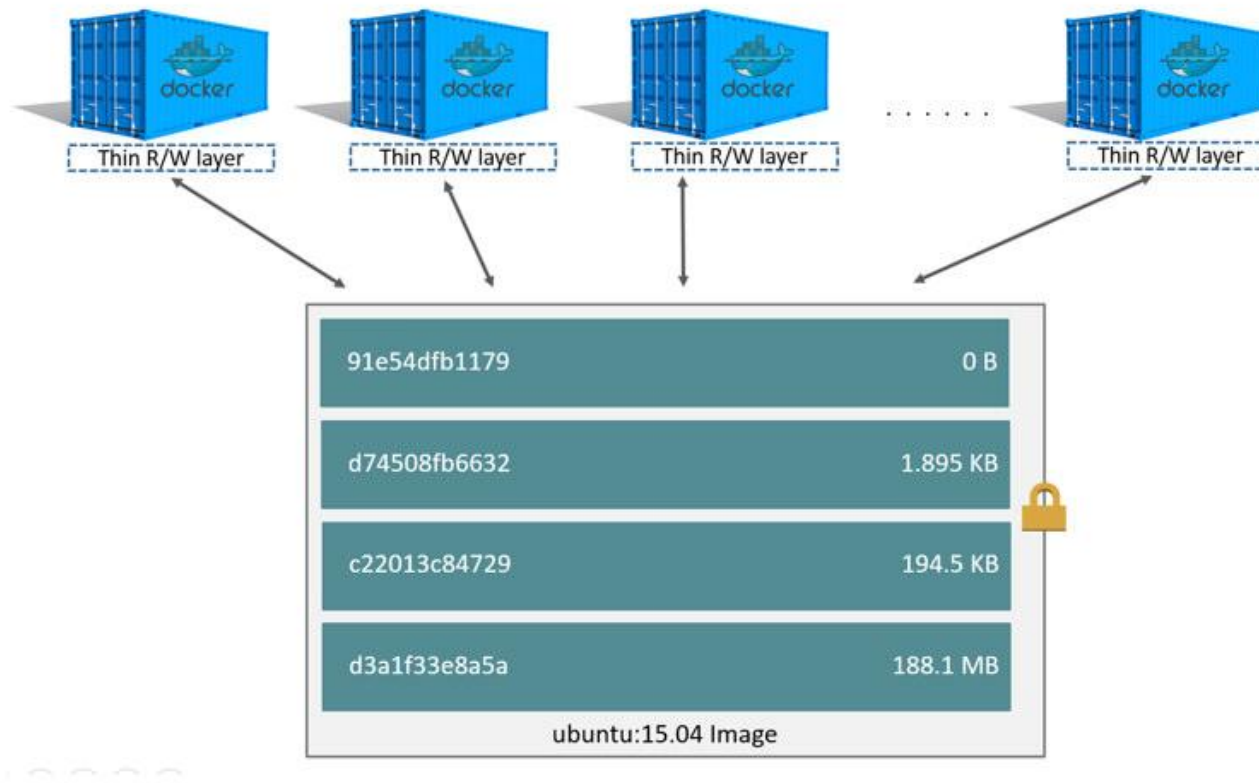 docker
docker
docker
docker
Thin R/W layer
Thin R/W layer
Thin R/W layer
. . . . . .
Thin R/W layer
91e54dfb1179 0 B
d74508fb6632 1.895 KB
c22013c84729 194.5 KB
d3a1f33e8a5a 188.1 MB
ubuntu:15.04 Image